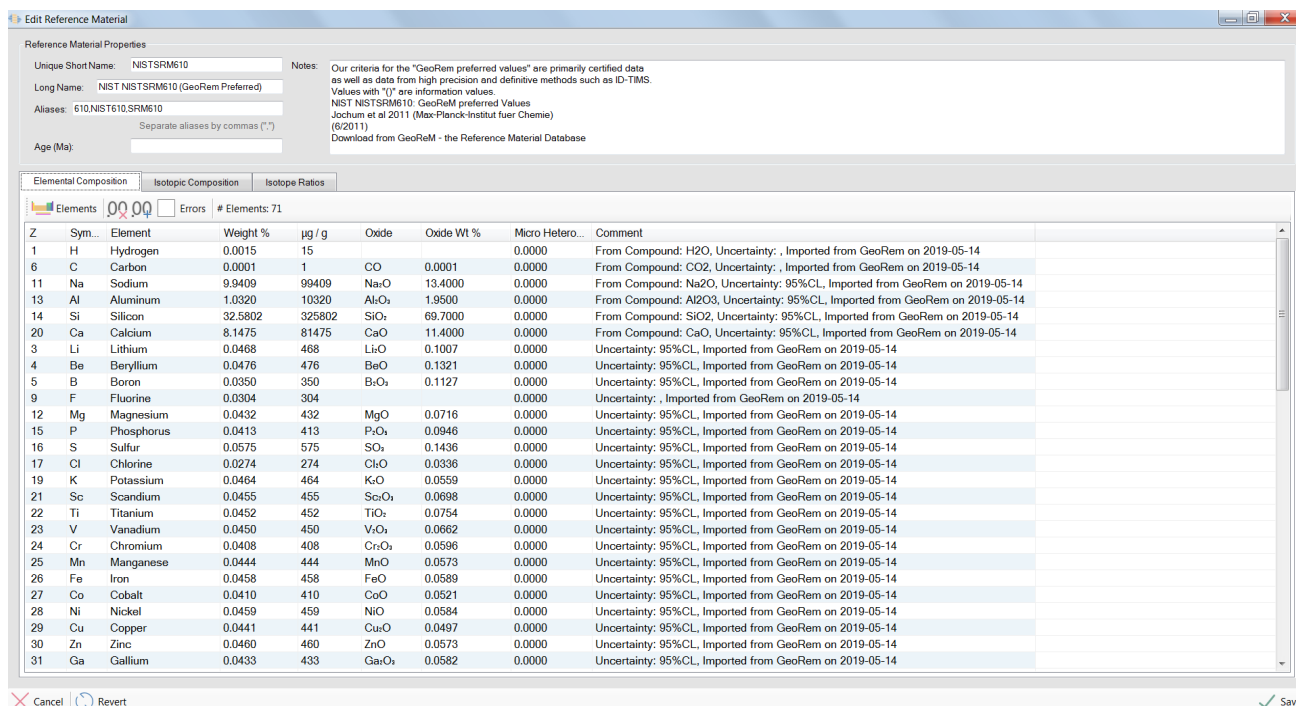 Edit Reference Material
Reference Material Properties
Unique Short Name: NISTSRM610
Long Name: NIST NISTSRM610 (GeoRem Preferred)
Aliases: 610,NIST610,SRM610
Separate aliases by commas (",")
Age (Ma):
Notes:
Our criteria for the "GeoRem preferred values" are primarily certified data
as well as data from high precision and definitive methods such as ID-TIMS.
Values with "()" are information values.
NIST NISTSRM610: GeoReM preferred Values
Jochum et al 2011 (Max-Planck-Institut fuer Chemie)
(6/2011)
Download from GeoReM - the Reference Material Database
Elemental Composition Isotopic Composition Isotope Ratios
Elements .00 .00 Errors # Elements: 71
Z Sym... Element Weight % µg / g Oxide Oxide Wt % Micro Hetero... Comment
1 H Hydrogen 0.0015 15 0.0000 From Compound: H2O, Uncertainty: , Imported from GeoRem on 2019-05-14
6 C Carbon 0.0001 1 CO 0.0001 0.0000 From Compound: CO2, Uncertainty: , Imported from GeoRem on 2019-05-14
11 Na Sodium 9.9409 99409 Na₂O 13.4000 0.0000 From Compound: Na2O, Uncertainty: 95%CL, Imported from GeoRem on 2019-05-14
13 Al Aluminum 1.0320 10320 Al₂O₃ 1.9500 0.0000 From Compound: Al2O3, Uncertainty: 95%CL, Imported from GeoRem on 2019-05-14
14 Si Silicon 32.5802 325802 SiO₂ 69.7000 0.0000 From Compound: SiO2, Uncertainty: 95%CL, Imported from GeoRem on 2019-05-14
20 Ca Calcium 8.1475 81475 CaO 11.4000 0.0000 From Compound: CaO, Uncertainty: 95%CL, Imported from GeoRem on 2019-05-14
3 Li Lithium 0.0468 468 Li₂O 0.1007 0.0000 Uncertainty: 95%CL, Imported from GeoRem on 2019-05-14
4 Be Beryllium 0.0476 476 BeO 0.1321 0.0000 Uncertainty: 95%CL, Imported from GeoRem on 2019-05-14
5 B Boron 0.0350 350 B₂O₃ 0.1127 0.0000 Uncertainty: 95%CL, Imported from GeoRem on 2019-05-14
9 F Fluorine 0.0304 304 0.0000 Uncertainty: , Imported from GeoRem on 2019-05-14
12 Mg Magnesium 0.0432 432 MgO 0.0716 0.0000 Uncertainty: 95%CL, Imported from GeoRem on 2019-05-14
15 P Phosphorus 0.0413 413 P₂O₅ 0.0946 0.0000 Uncertainty: 95%CL, Imported from GeoRem on 2019-05-14
16 S Sulfur 0.0575 575 SO₃ 0.1436 0.0000 Uncertainty: 95%CL, Imported from GeoRem on 2019-05-14
17 Cl Chlorine 0.0274 274 Cl₂O 0.0336 0.0000 Uncertainty: 95%CL, Imported from GeoRem on 2019-05-14
19 K Potassium 0.0464 464 K₂O 0.0559 0.0000 Uncertainty: 95%CL, Imported from GeoRem on 2019-05-14
21 Sc Scandium 0.0455 455 Sc₂O₃ 0.0698 0.0000 Uncertainty: 95%CL, Imported from GeoRem on 2019-05-14
22 Ti Titanium 0.0452 452 TiO₂ 0.0754 0.0000 Uncertainty: 95%CL, Imported from GeoRem on 2019-05-14
23 V Vanadium 0.0450 450 V₂O₃ 0.0662 0.0000 Uncertainty: 95%CL, Imported from GeoRem on 2019-05-14
24 Cr Chromium 0.0408 408 Cr₂O₃ 0.0596 0.0000 Uncertainty: 95%CL, Imported from GeoRem on 2019-05-14
25 Mn Manganese 0.0444 444 MnO 0.0573 0.0000 Uncertainty: 95%CL, Imported from GeoRem on 2019-05-14
26 Fe Iron 0.0458 458 FeO 0.0589 0.0000 Uncertainty: 95%CL, Imported from GeoRem on 2019-05-14
27 Co Cobalt 0.0410 410 CoO 0.0521 0.0000 Uncertainty: 95%CL, Imported from GeoRem on 2019-05-14
28 Ni Nickel 0.0459 459 NiO 0.0584 0.0000 Uncertainty: 95%CL, Imported from GeoRem on 2019-05-14
29 Cu Copper 0.0441 441 Cu₂O 0.0497 0.0000 Uncertainty: 95%CL, Imported from GeoRem on 2019-05-14
30 Zn Zinc 0.0460 460 ZnO 0.0573 0.0000 Uncertainty: 95%CL, Imported from GeoRem on 2019-05-14
31 Ga Gallium 0.0433 433 Ga₂O₃ 0.0582 0.0000 Uncertainty: 95%CL, Imported from GeoRem on 2019-05-14
Cancel Revert Sav